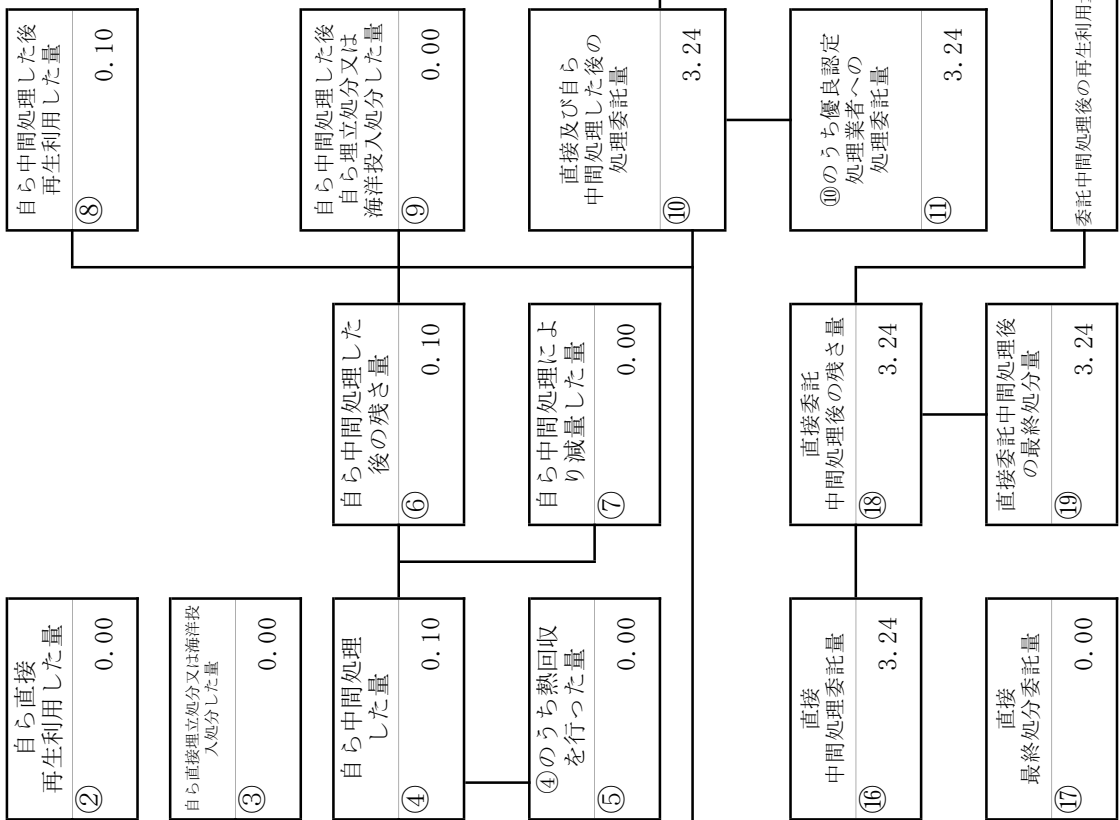 自ら直接
再生利用した量
②
0.00
自ら直接埋立処分又は海洋投
入処分した量
③
0.00
自ら中間処理
した量
④
0.10
④のうち熱回収
を行った量
⑤
0.00
自ら中間処理した
後の残さ量
⑥
0.10
自ら中間処理によ
り減量した量
⑦
0.00
自ら中間処理した後
再生利用した量
⑧
0.10
自ら中間処理した後
自ら埋立処分又は
海洋投入処分した量
⑨
0.00
直接及び自ら
中間処理した後の
処理委託量
⑩
3.24
⑩のうち優良認定
処理業者への
処理委託量
⑪
3.24
直接
中間処理委託量
⑯
3.24
直接
最終処分委託量
⑰
0.00
直接委託
中間処理後の残さ量
⑱
3.24
直接委託中間処理後
の最終処分量
⑲
3.24
委託中間処理後の再生利用